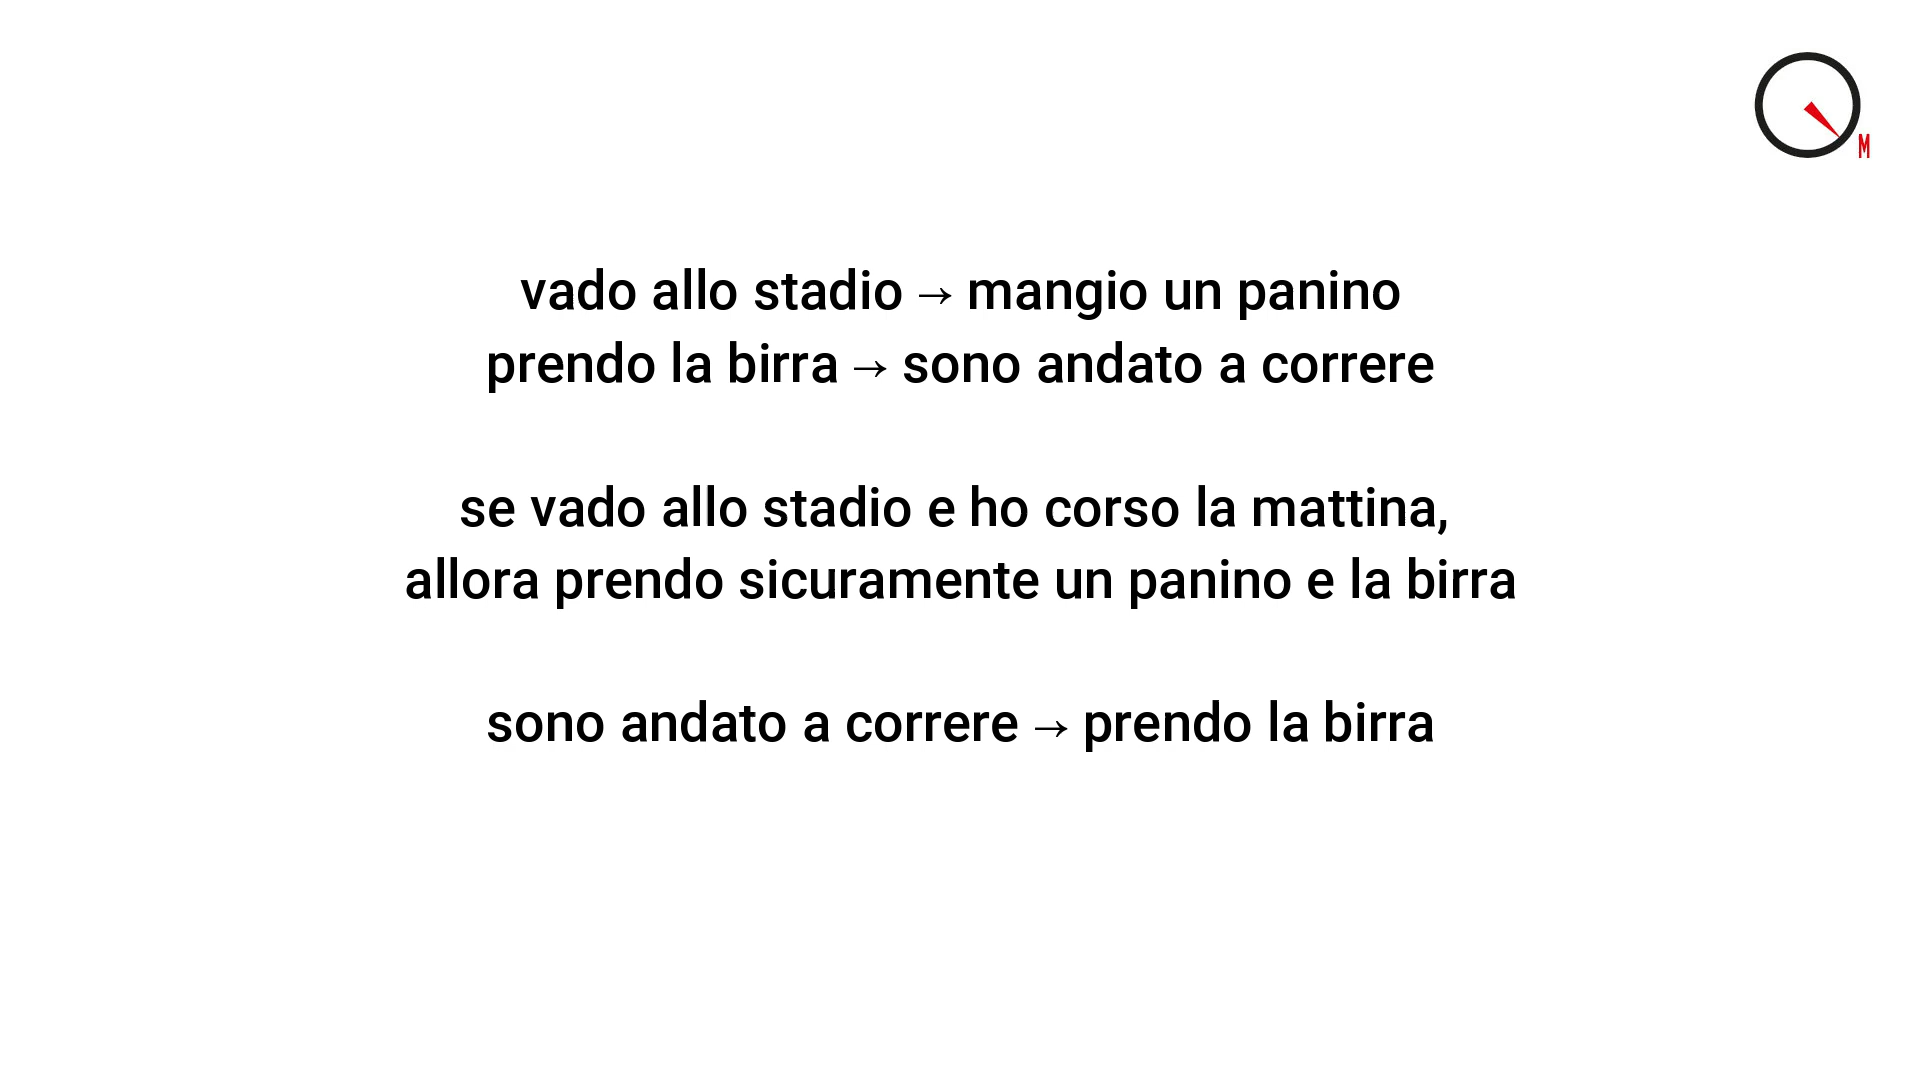 M
vado allo stadio → mangio un panino
prendo la birra → sono andato a correre
se vado allo stadio e ho corso la mattina,
allora prendo sicuramente un panino e la birra
sono andato a correre → prendo la birra